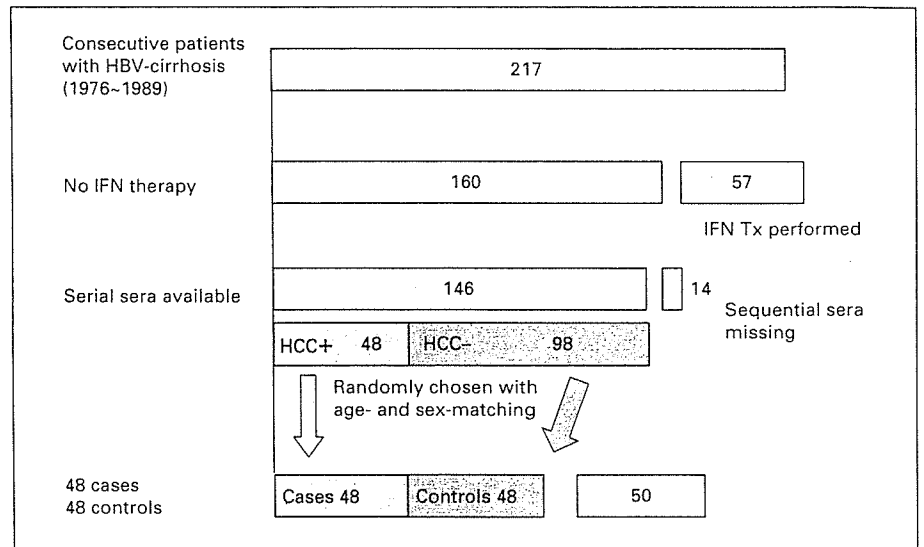 Consecutive patients
with HBV-cirrhosis
(1976~1989)
217
No IFN therapy
160
57
IFN Tx performed
Serial sera available
146
14
Sequential sera
missing
HCC+ 48
HCC– 98
Randomly chosen with
age- and sex-matching
48 cases
48 controls
Cases 48
Controls 48
50